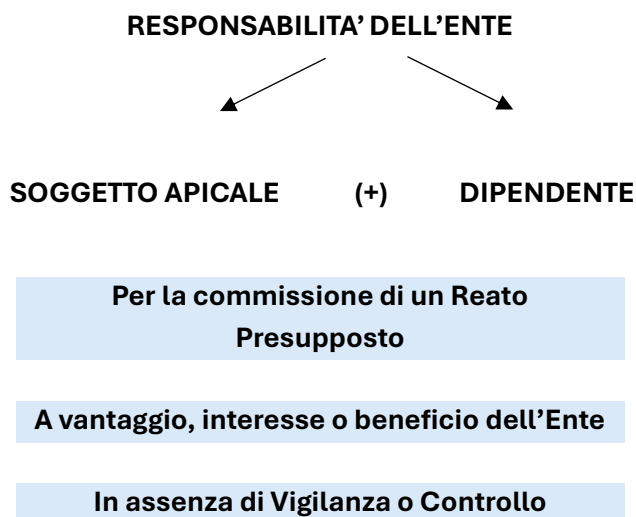 RESPONSABILITA’ DELL’ENTE
SOGGETTO APICALE (+) DIPENDENTE
Per la commissione di un Reato
Presupposto
A vantaggio, interesse o beneficio dell’Ente
In assenza di Vigilanza o Controllo